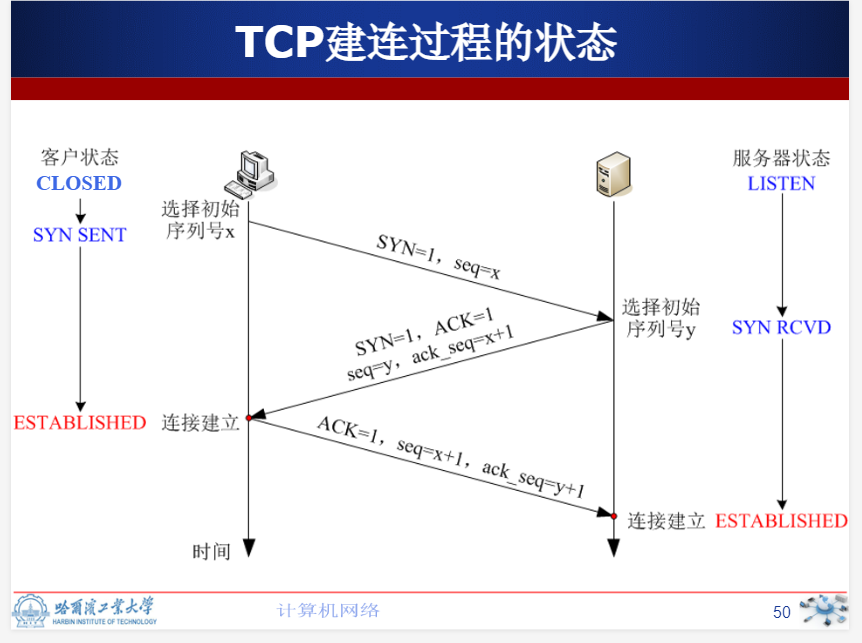 TCP建连过程的状态
客户状态
CLOSED
SYN SENT
ESTABLISHED
选择初始
序列号x
SYN=1，seq=x
SYN=1，ACK=1
seq=y，ack_seq=x+1
连接建立
ACK=1，seq=x+1，ack_seq=y+1
时间
选择初始
序列号y
连接建立
服务器状态
LISTEN
SYN RCVD
ESTABLISHED
哈尔滨工业大学
HARBIN INSTITUTE OF TECHNOLOGY
计算机网络
50